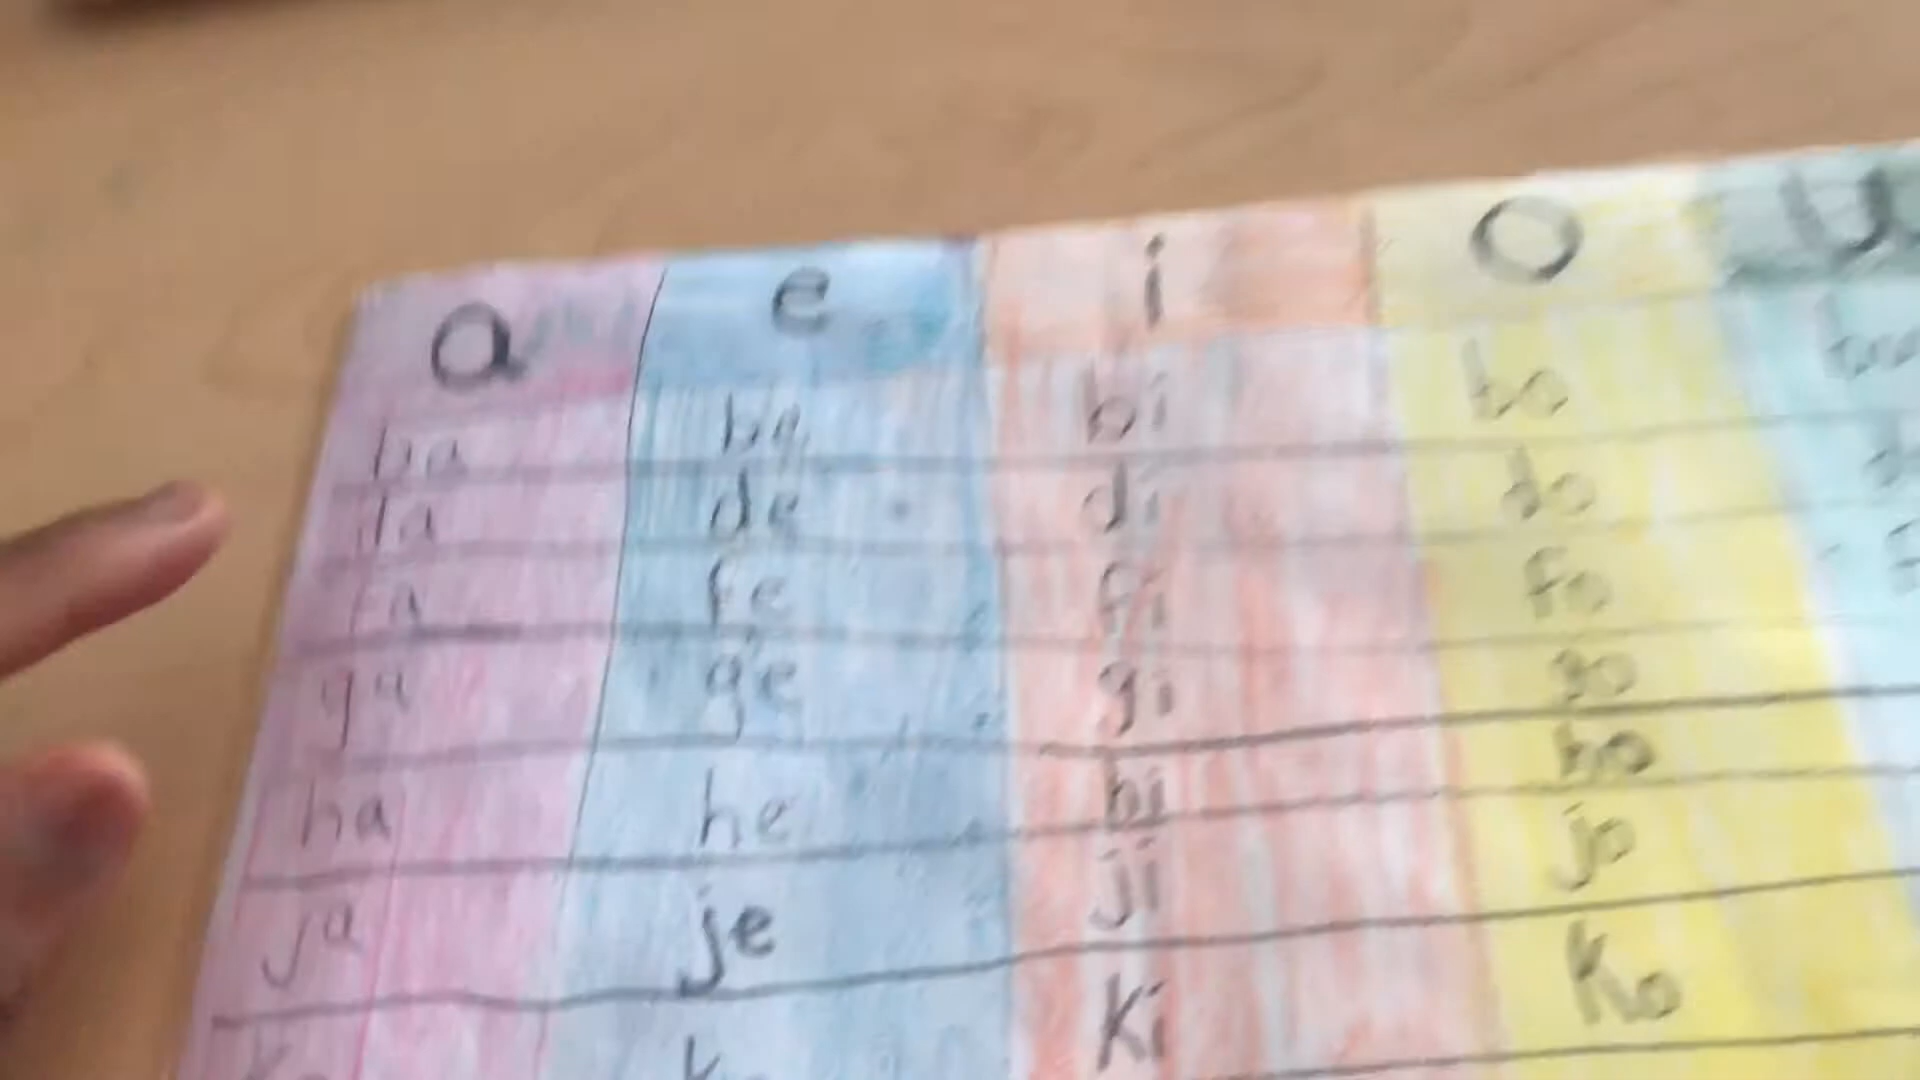 a e i o u
ba be bi bo
da de di do
fa fe fi fo
ga ge gi go
ha he hi ho
ja je ji jo
ki ko